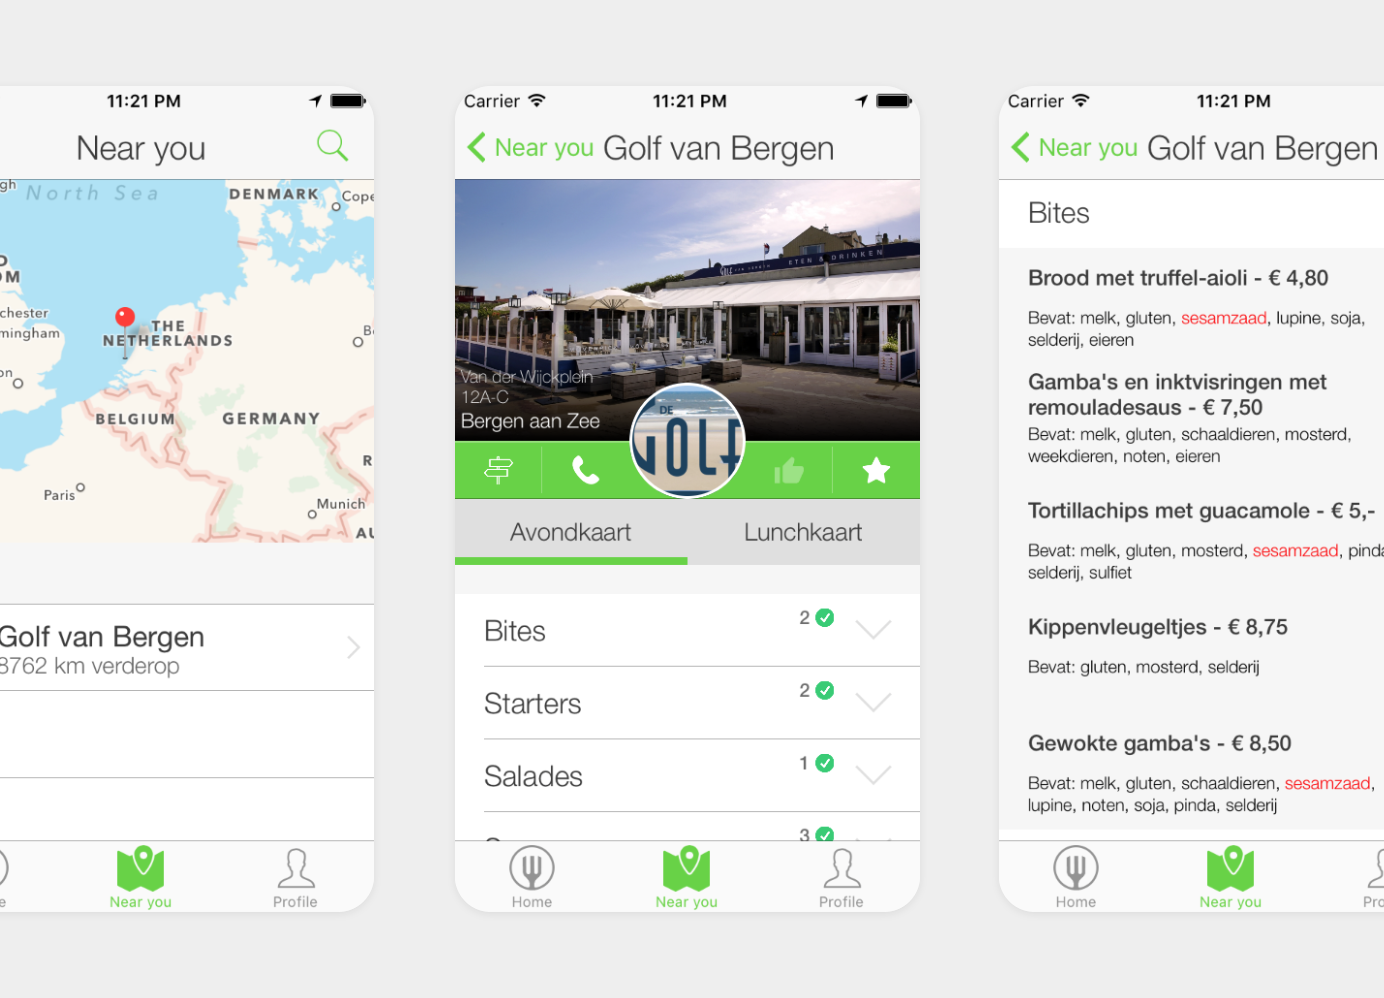 11:21 PM
Near you
gh
North Sea
DENMARK
Cope
D
OM
chester
mingham
THE
NETHERLANDS
Be
on
BELGIUM
GERMANY
Paris
Munich
AU
Golf van Bergen
8762 km verderop
Near you
Profile
Carrier
11:21 PM
Near you Golf van Bergen
GOLF VAN BERGEN ETEN & DRINKEN
Van der Wijckplein
12A-C
Bergen aan Zee
DE
GOLF
Avondkaart
Lunchkaart
Bites
2
Starters
2
Salades
1
3
Home
Near you
Profile
Carrier
11:21 PM
Near you Golf van Bergen
Bites
Brood met truffel-aioli - € 4,80
Bevat: melk, gluten, sesamzaad, lupine, soja,
selderij, eieren
Gamba's en inktvisringen met
remouladesaus - € 7,50
Bevat: melk, gluten, schaaldieren, mosterd,
weekdieren, noten, eieren
Tortillachips met guacamole - € 5,-
Bevat: melk, gluten, mosterd, sesamzaad, pinda
selderij, sulfiet
Kippenvleugeltjes - € 8,75
Bevat: gluten, mosterd, selderij
Gewokte gamba's - € 8,50
Bevat: melk, gluten, schaaldieren, sesamzaad,
lupine, noten, soja, pinda, selderij
Home
Near you
Pro